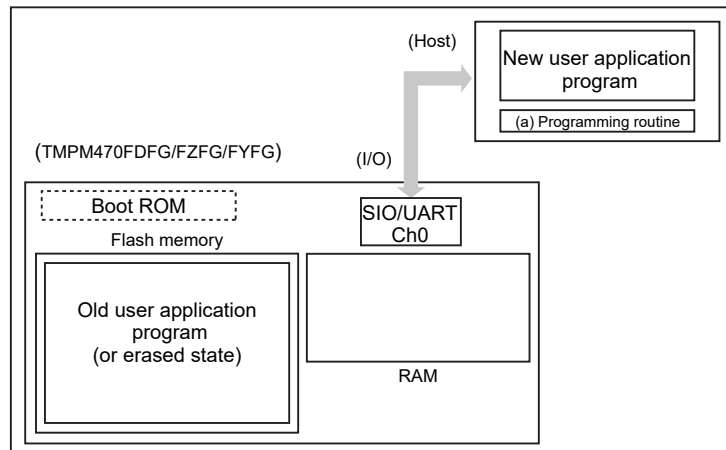 (Host)
New user application
program
(a) Programming routine
(TMPM470FDFG/FZFG/FYFG)
(I/O)
Boot ROM
SIO/UART
Ch0
Flash memory
Old user application
program
(or erased state)
RAM